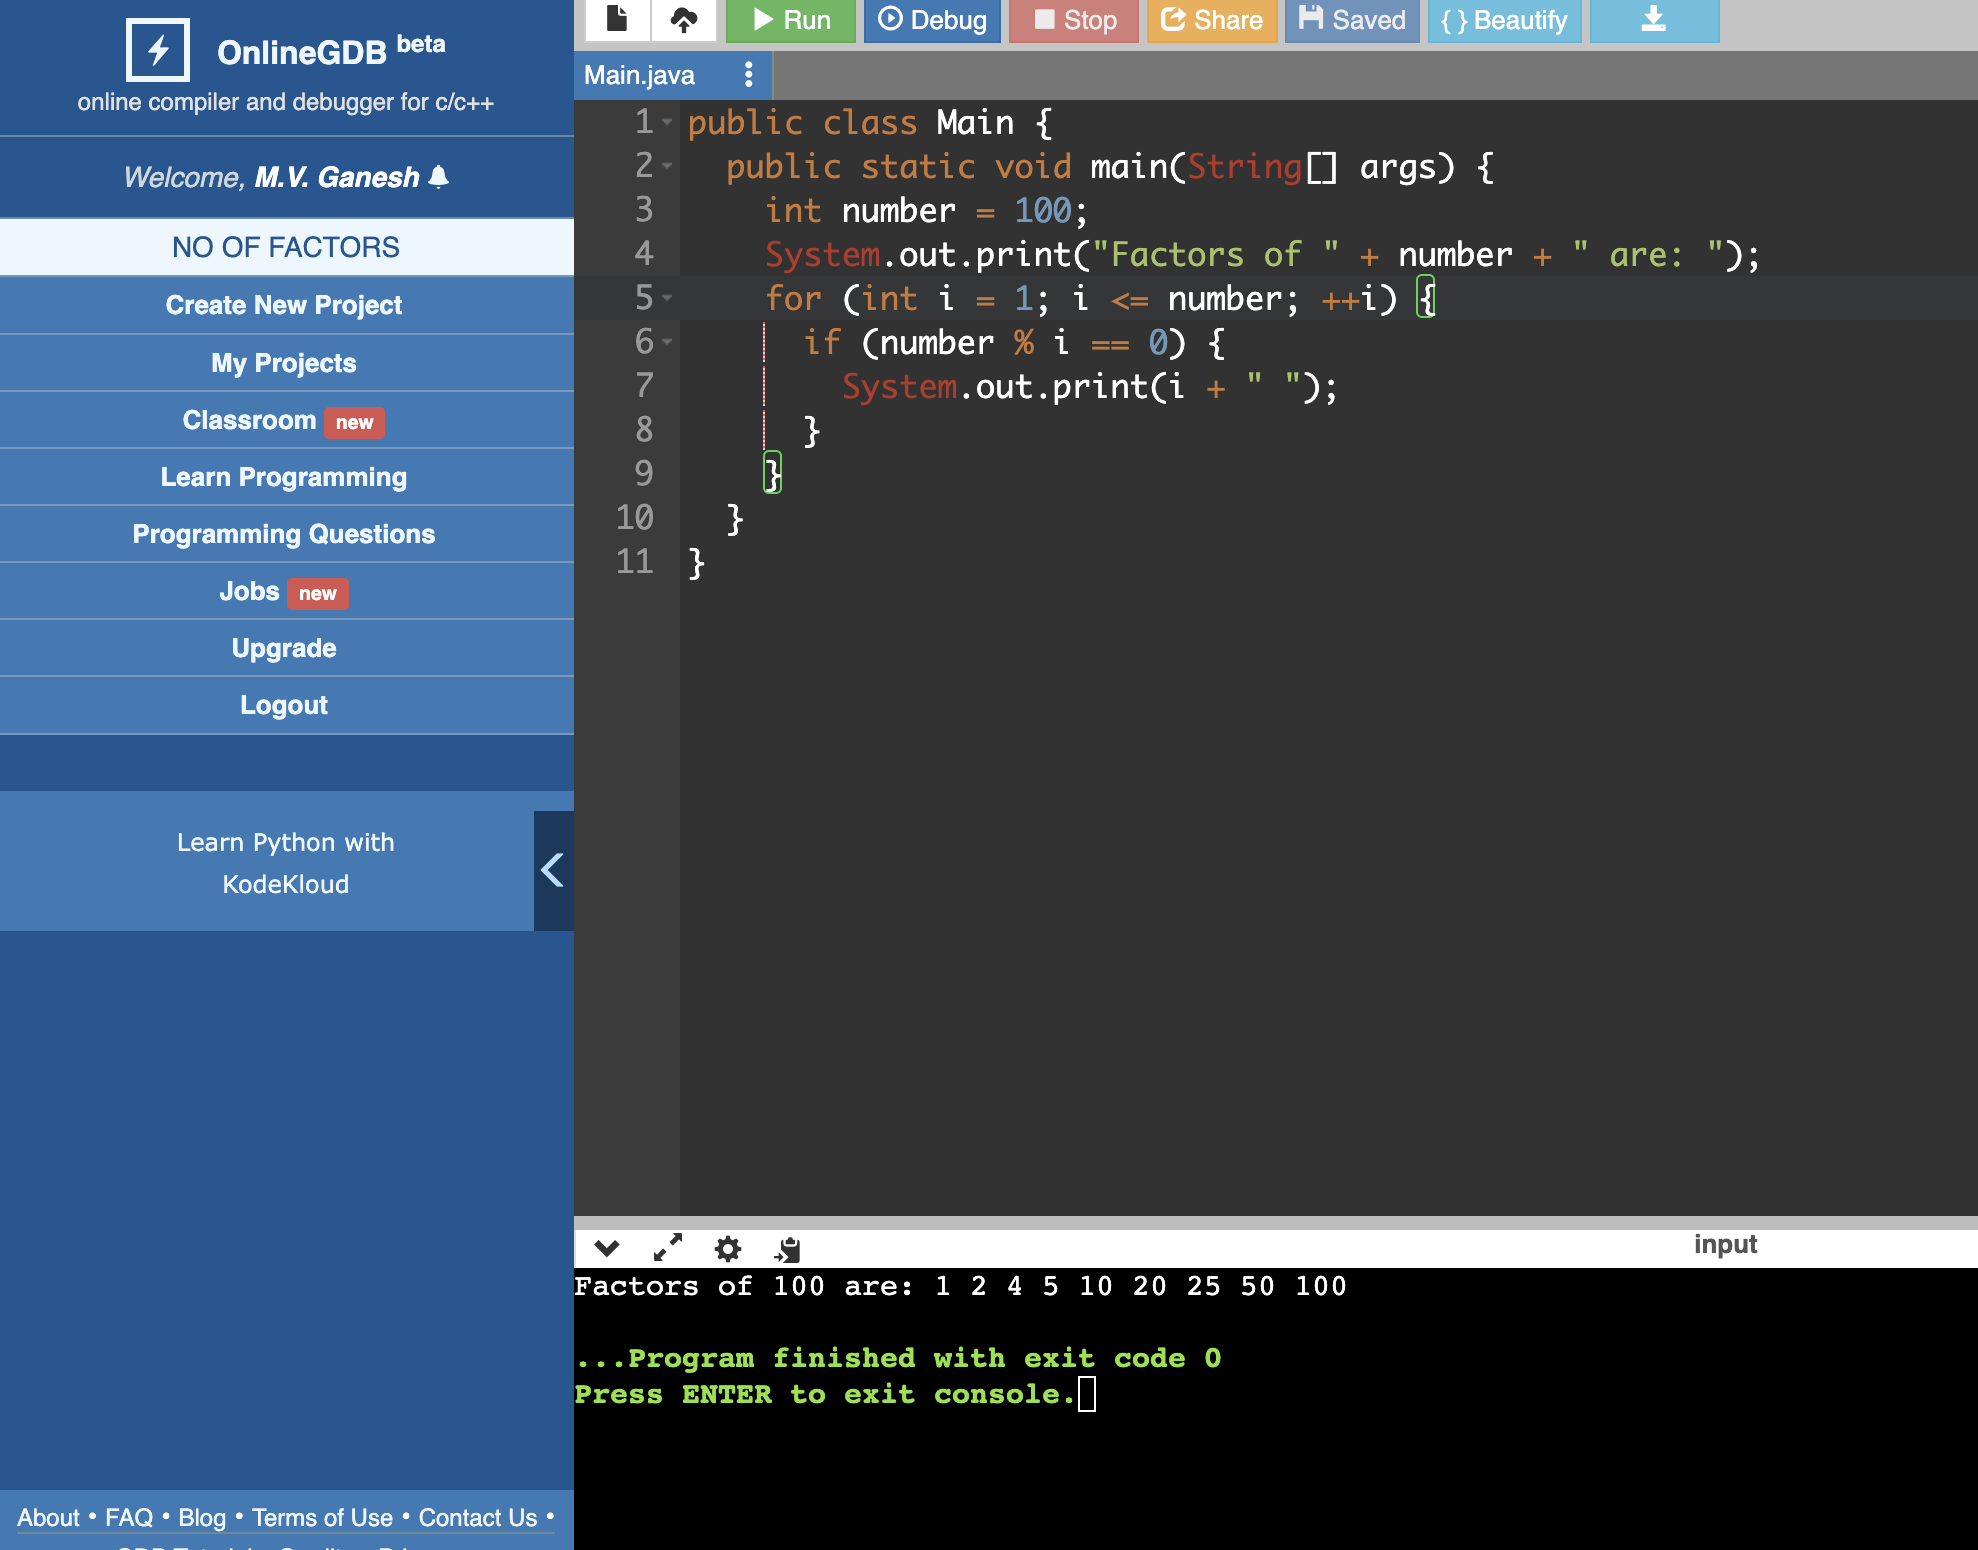 OnlineGDB beta
online compiler and debugger for c/c++
Welcome, M.V. Ganesh
NO OF FACTORS
Create New Project
My Projects
Classroom new
Learn Programming
Programming Questions
Jobs new
Upgrade
Logout
Learn Python with
KodeKloud
About • FAQ • Blog • Terms of Use • Contact Us •
Run Debug Stop Share Saved { } Beautify
Main.java
1 public class Main {
2   public static void main(String[] args) {
3     int number = 100;
4     System.out.print("Factors of " + number + " are: ");
5     for (int i = 1; i <= number; ++i) {
6       if (number % i == 0) {
7         System.out.print(i + " ");
8       }
9     }
10   }
11 }
input
Factors of 100 are: 1 2 4 5 10 20 25 50 100
...Program finished with exit code 0
Press ENTER to exit console.